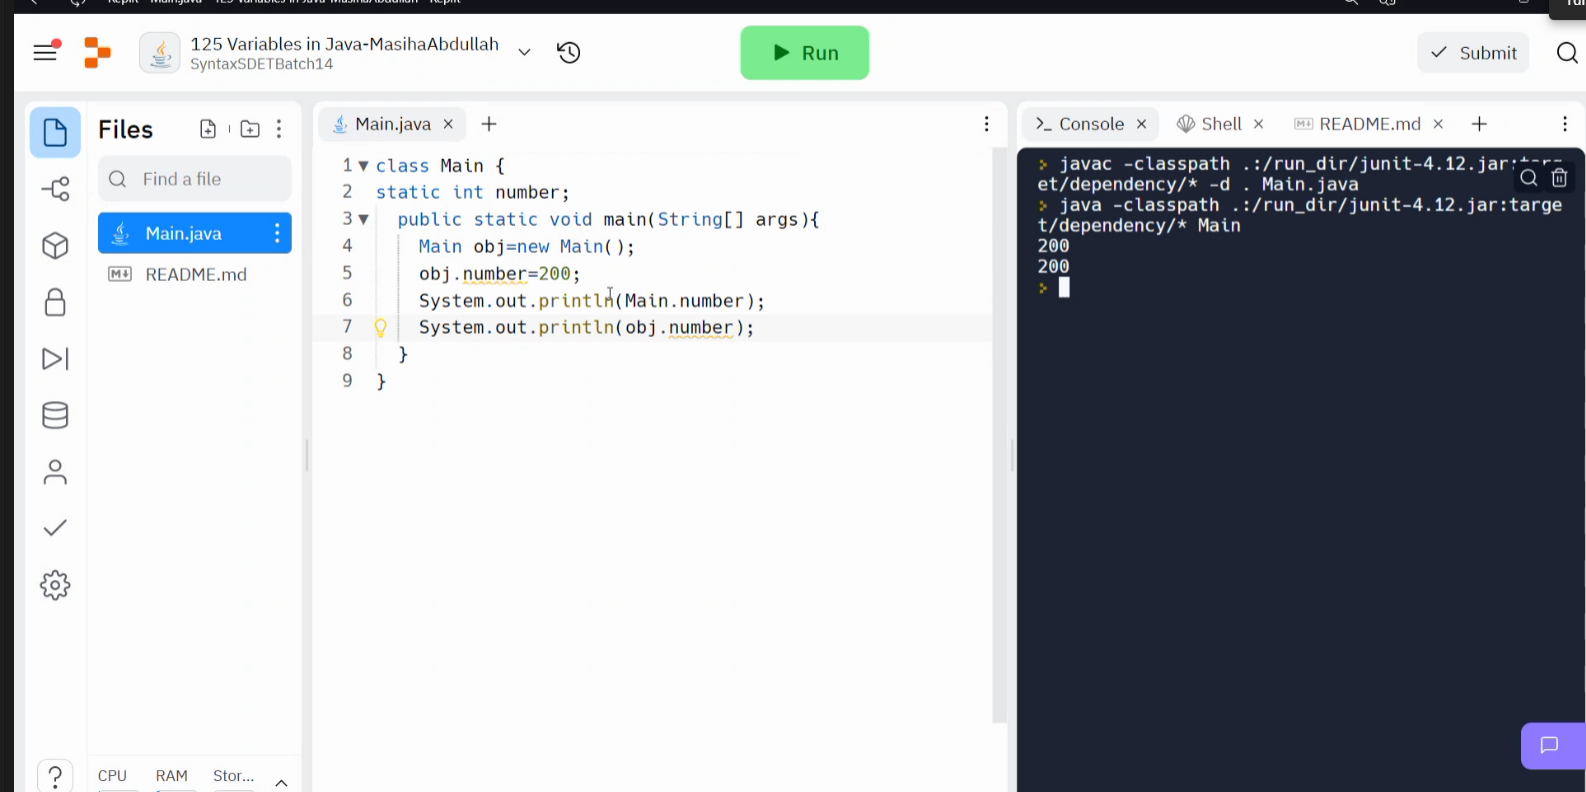 125 Variables in Java-MasihaAbdullah
SyntaxSDETBatch14
Run
Submit
Files
Find a file
Main.java
README.md
CPU RAM Stor...
Main.java
1 class Main {
2 static int number;
3 public static void main(String[] args){
4 Main obj=new Main();
5 obj.number=200;
6 System.out.println(Main.number);
7 System.out.println(obj.number);
8 }
9 }
>_ Console Shell README.md
> javac -classpath .:/run_dir/junit-4.12.jar:targ
et/dependency/* -d . Main.java
> java -classpath .:/run_dir/junit-4.12.jar:targe
t/dependency/* Main
200
200
>